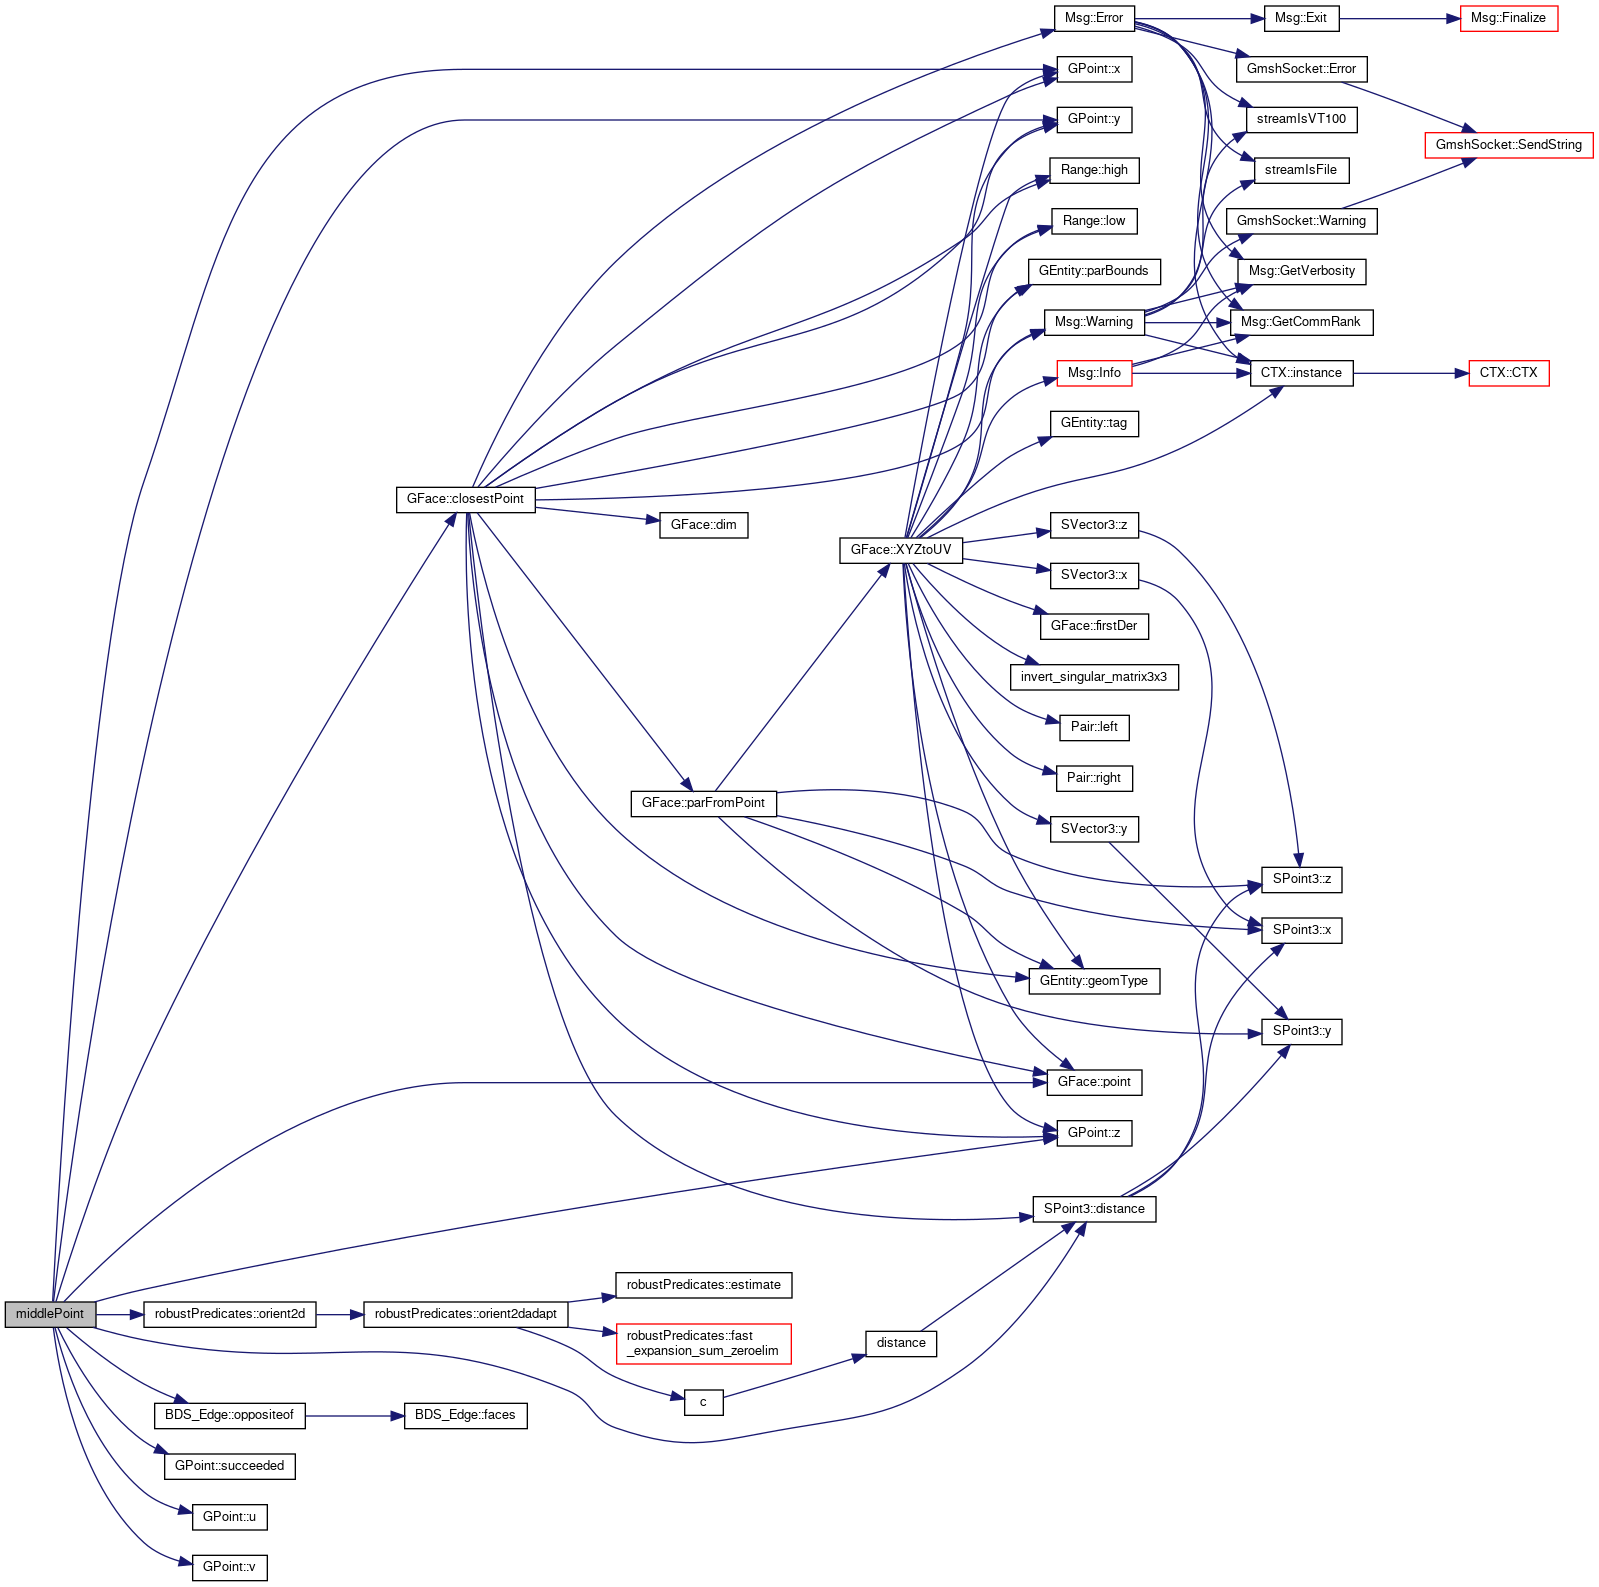 Msg::Error
Msg::Exit
Msg::Finalize
GPoint::x
GmshSocket::Error
GPoint::y
streamIsVT100
GmshSocket::SendString
Range::high
streamIsFile
Range::low
GmshSocket::Warning
GEntity::parBounds
Msg::GetVerbosity
Msg::Warning
Msg::GetCommRank
Msg::Info
CTX::instance
CTX::CTX
GEntity::tag
GFace::closestPoint
GFace::dim
SVector3::z
GFace::XYZtoUV
SVector3::x
GFace::firstDer
invert_singular_matrix3x3
Pair::left
Pair::right
GFace::parFromPoint
SVector3::y
SPoint3::z
SPoint3::x
GEntity::geomType
SPoint3::y
GFace::point
GPoint::z
SPoint3::distance
robustPredicates::estimate
middlePoint
robustPredicates::orient2d
robustPredicates::orient2dadapt
robustPredicates::fast
_expansion_sum_zeroelim
distance
c
BDS_Edge::oppositeof
BDS_Edge::faces
GPoint::succeeded
GPoint::u
GPoint::v